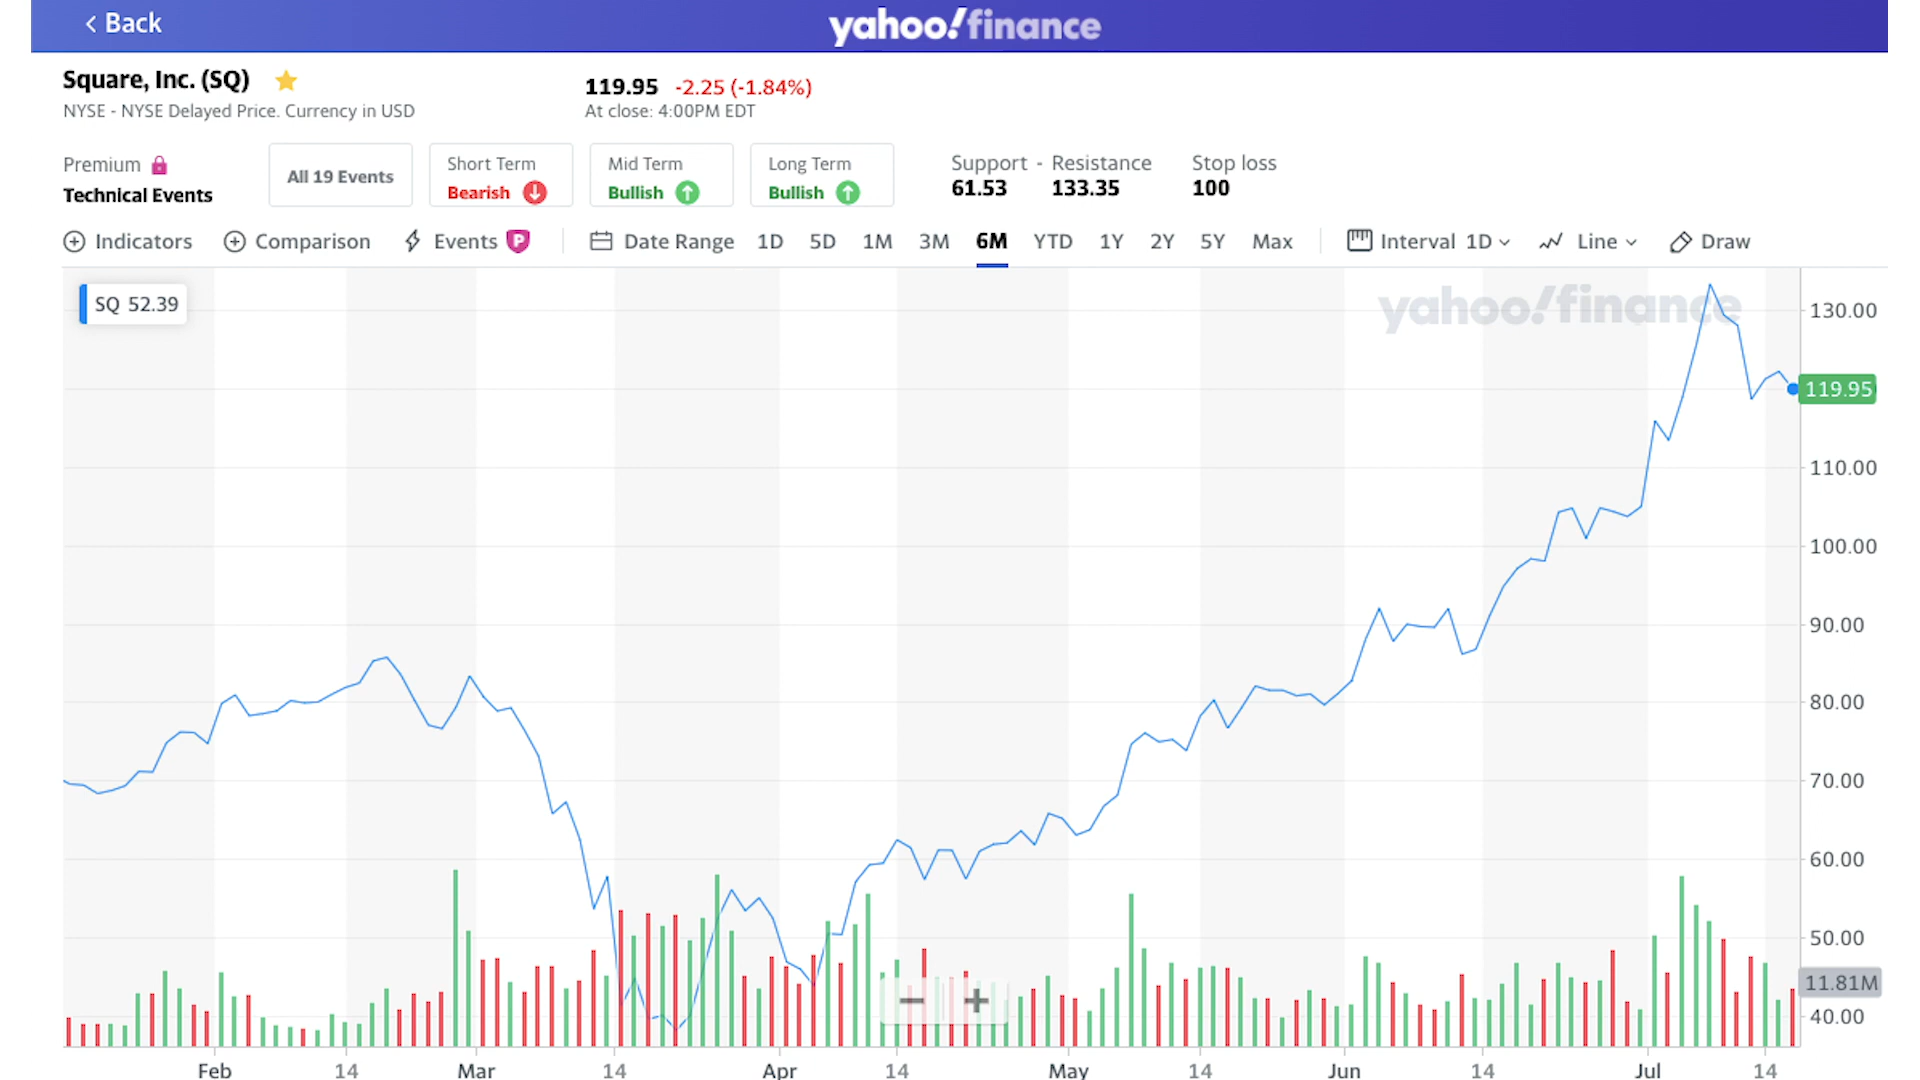 Back
yahoo!finance
Square, Inc. (SQ)
119.95 -2.25 (-1.84%)
NYSE - NYSE Delayed Price. Currency in USD
At close: 4:00PM EDT
Premium
Technical Events
All 19 Events
Short Term
Bearish
Mid Term
Bullish
Long Term
Bullish
Support - Resistance
61.53 133.35
Stop loss
100
Indicators Comparison Events P Date Range 1D 5D 1M 3M 6M YTD 1Y 2Y 5Y Max Interval 1D Line Draw
SQ 52.39
yahoo!finance
130.00
119.95
110.00
100.00
90.00
80.00
70.00
60.00
50.00
11.81M
40.00
Feb 14 Mar 14 Apr 14 May 14 Jun 14 Jul 14